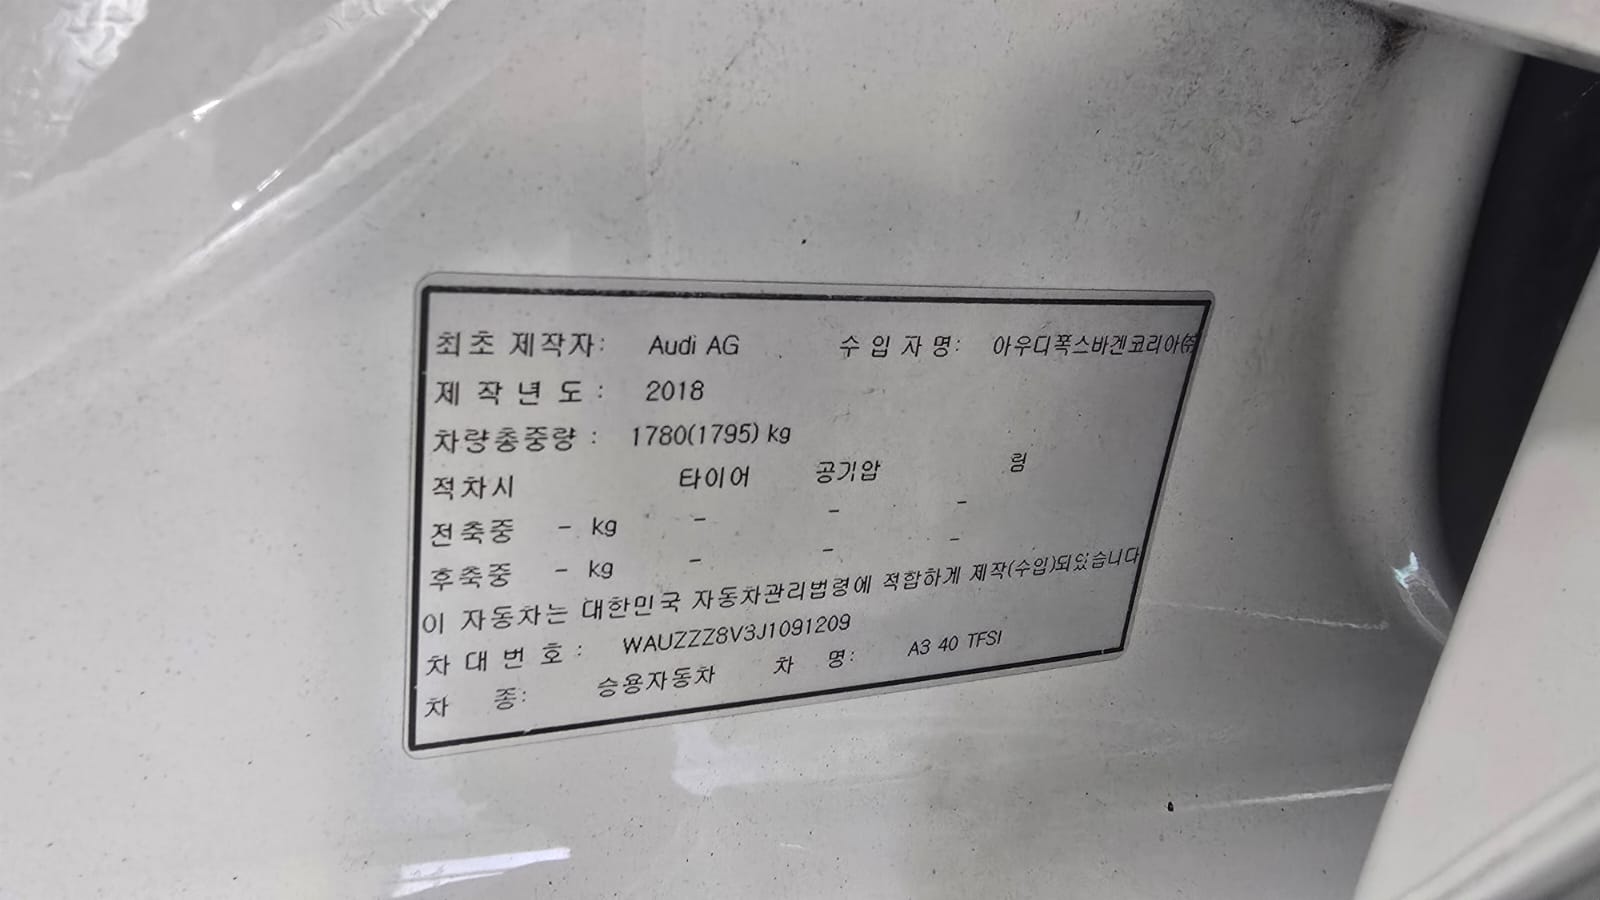 최초 제작자: Audi AG 수 입 자 명: 아우디폭스바겐코리아㈜
제 작 년 도 : 2018
차량총중량 : 1780(1795) kg
적차시 타이어 공기압 림
전축중 - kg - - -
후축중 - kg - - -
이 자동차는 대한민국 자동차관리법령에 적합하게 제작(수입)되었습니다
차 대 번 호 : WAUZZZ8V3J1091209
차 종: 승용자동차 차 명: A3 40 TFSI